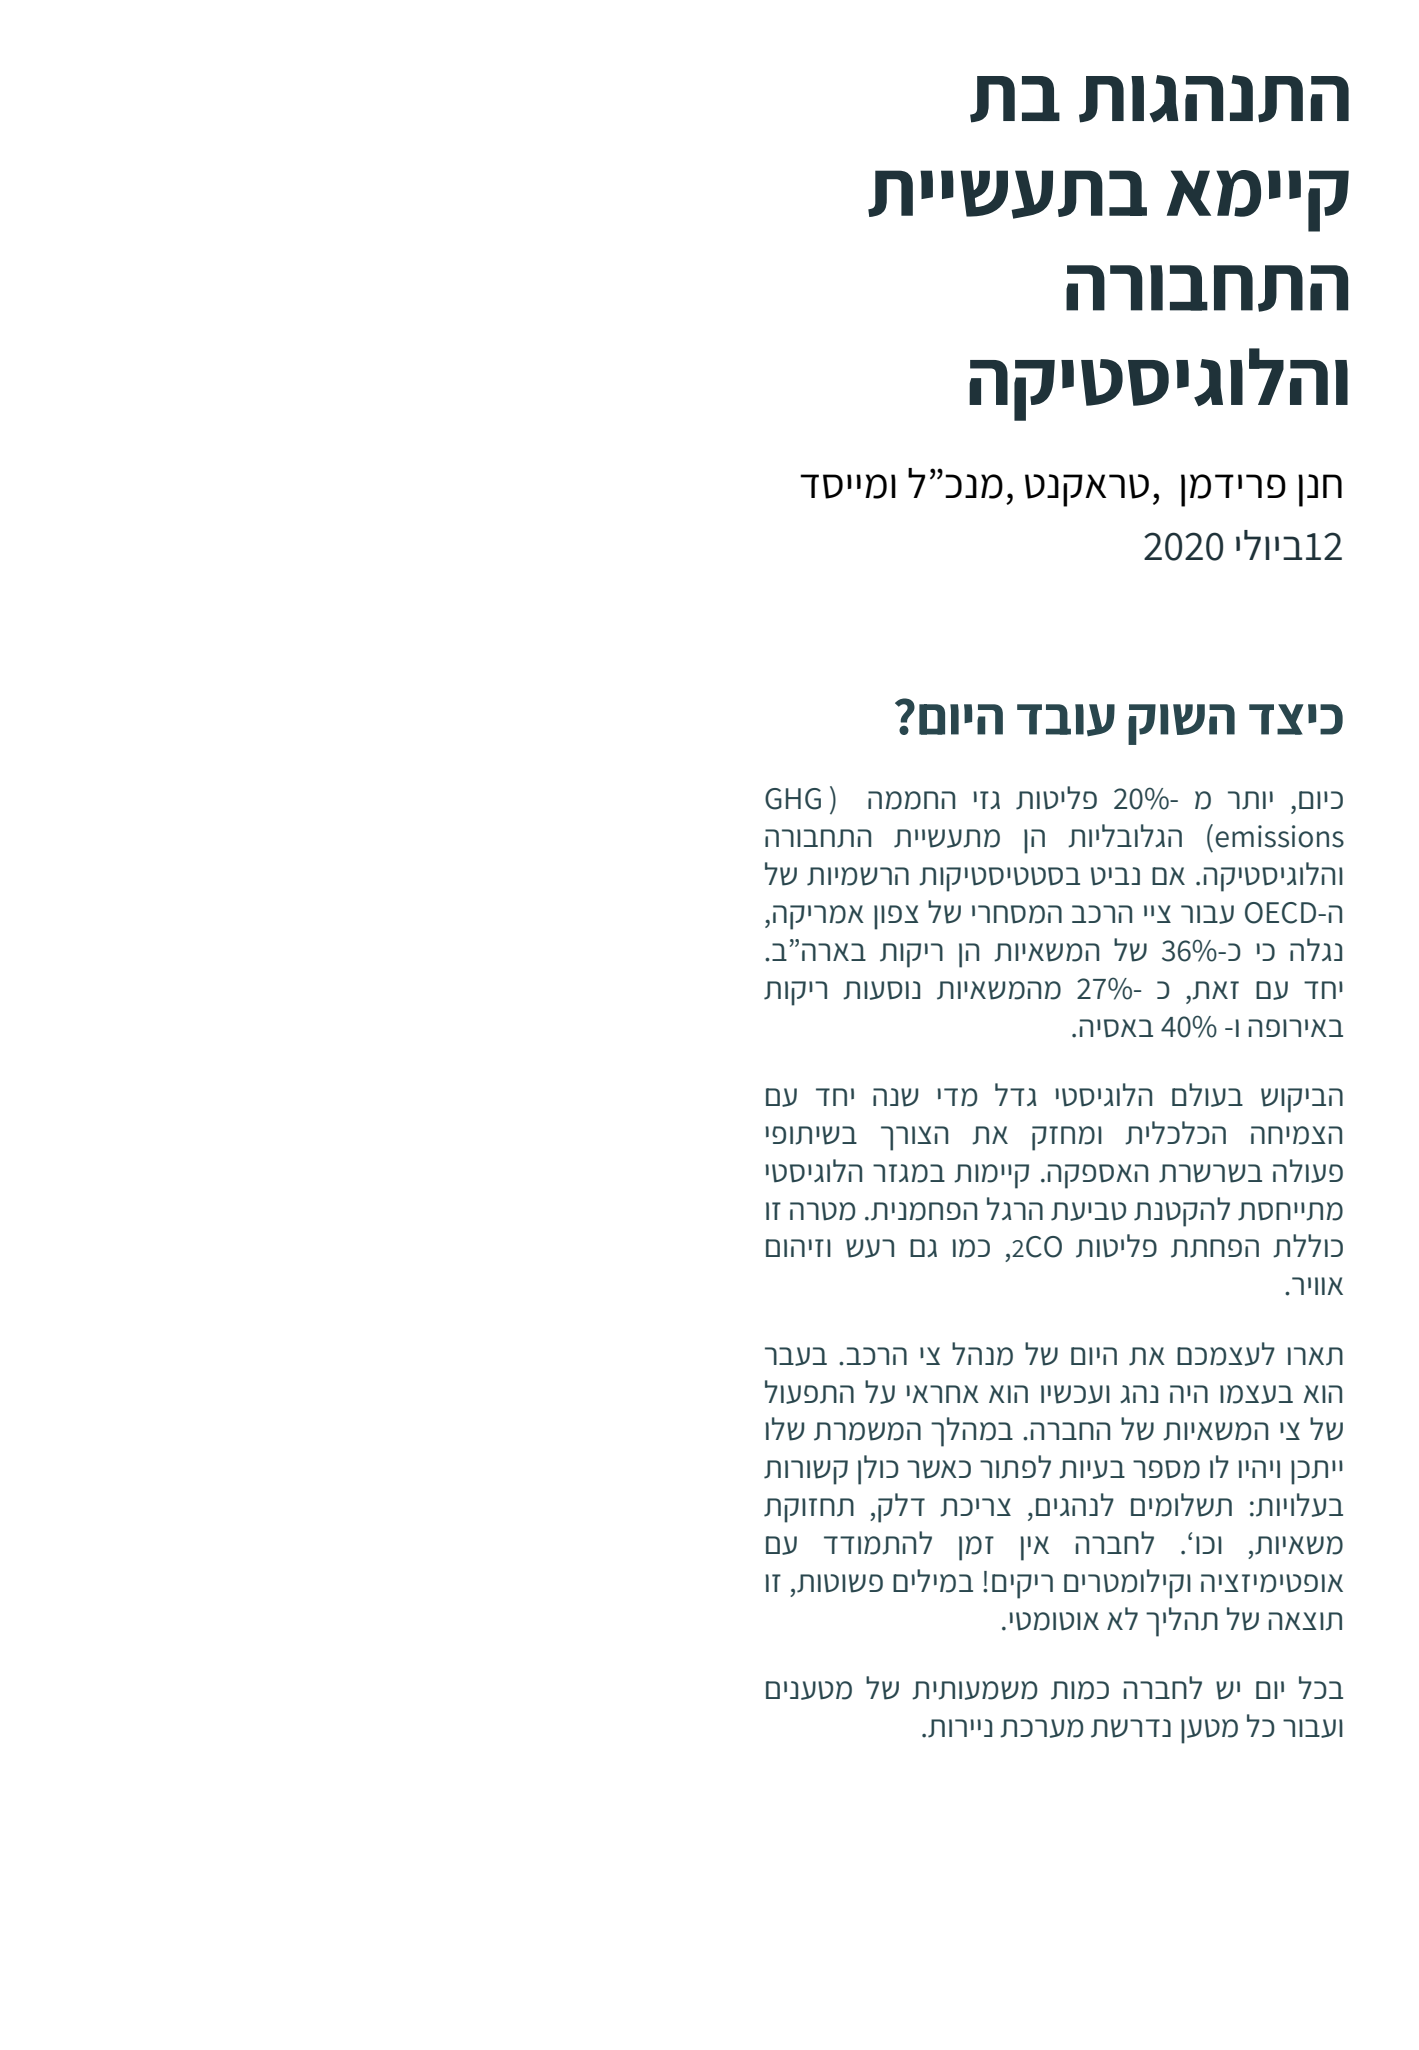 התנהגות בת
קיימא בתעשיית
התחבורה
והלוגיסטיקה
חנן פרידמן ,טראקנט ,מנכ”ל ומייסד
12ביולי 2020
כיצד השוק עובד היום?
כיום, יותר מ -20% פליטות גזי החממה (GHG
emissions) הגלובליות הן מתעשיית התחבורה
והלוגיסטיקה. אם נביט בסטטיסטיקות הרשמיות של
ה-OECD עבור ציי הרכב המסחרי של צפון אמריקה,
נגלה כי כ-36% של המשאיות הן ריקות בארה”ב.
יחד עם זאת, כ -27% מהמשאיות נוסעות ריקות
באירופה ו- 40% באסיה.
הביקוש בעולם הלוגיסטי גדל מדי שנה יחד עם
הצמיחה הכלכלית ומחזק את הצורך בשיתופי
פעולה בשרשרת האספקה. קיימות במגזר הלוגיסטי
מתייחסת להקטנת טביעת הרגל הפחמנית. מטרה זו
כוללת הפחתת פליטות 2CO, כמו גם רעש וזיהום
אוויר.
תארו לעצמכם את היום של מנהל צי הרכב. בעבר
הוא בעצמו היה נהג ועכשיו הוא אחראי על התפעול
של צי המשאיות של החברה. במהלך המשמרת שלו
ייתכן ויהיו לו מספר בעיות לפתור כאשר כולן קשורות
בעלויות: תשלומים לנהגים, צריכת דלק, תחזוקת
משאיות, וכו‘. לחברה אין זמן להתמודד עם
אופטימיזציה וקילומטרים ריקים! במילים פשוטות, זו
תוצאה של תהליך לא אוטומטי.
בכל יום יש לחברה כמות משמעותית של מטענים
ועבור כל מטען נדרשת מערכת ניירות.